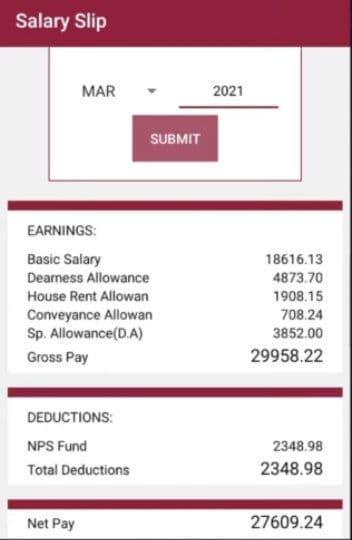 Salary Slip
MAR 2021
SUBMIT
EARNINGS:
Basic Salary 18616.13
Dearness Allowance 4873.70
House Rent Allowan 1908.15
Conveyance Allowan 708.24
Sp. Allowance(D.A) 3852.00
Gross Pay 29958.22
DEDUCTIONS:
NPS Fund 2348.98
Total Deductions 2348.98
Net Pay 27609.24